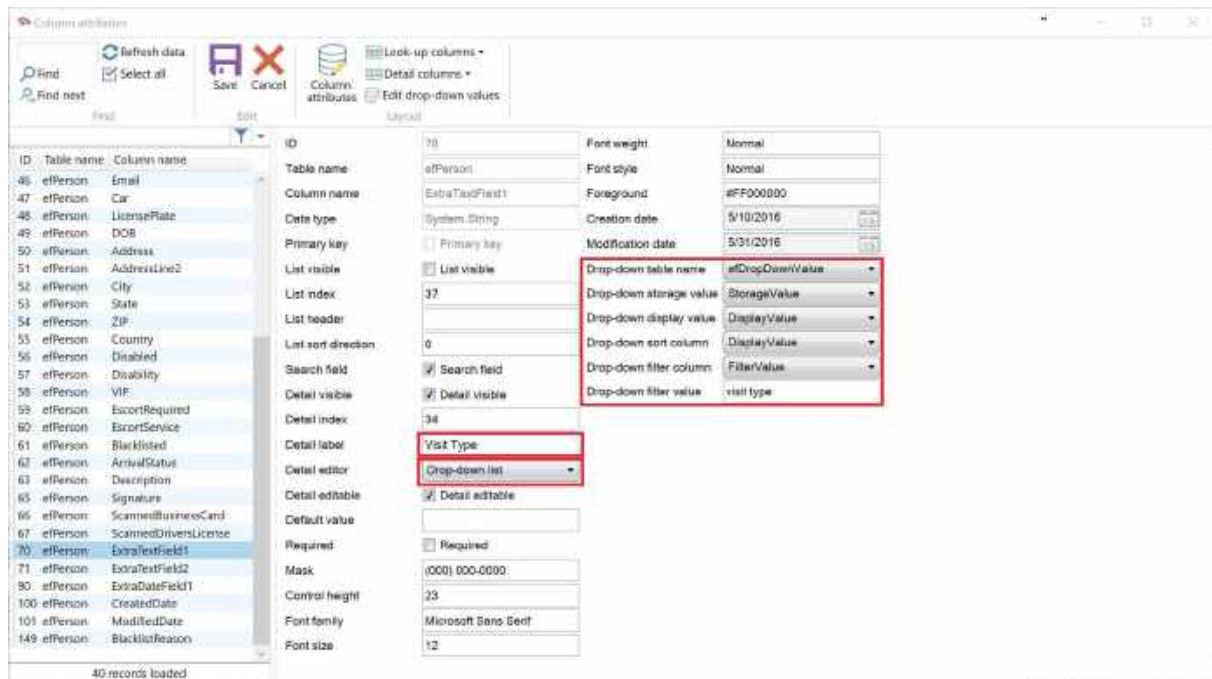 Column attributes
Find
Find next
Refresh data
Select all
Find
Save
Cancel
Edit
Column attributes
Look-up columns
Detail columns
Edit drop-down values
Layout
ID Table name Column name
46 efPerson Email
47 efPerson Car
48 efPerson LicensePlate
49 efPerson DOB
50 efPerson Address
51 efPerson AddressLine2
52 efPerson City
53 efPerson State
54 efPerson ZIP
55 efPerson Country
56 efPerson Disabled
57 efPerson Disability
58 efPerson VIP
59 efPerson EscortRequired
60 efPerson EscortService
61 efPerson Blacklisted
62 efPerson ArrivalStatus
63 efPerson Description
65 efPerson Signature
66 efPerson ScannedBusinessCard
67 efPerson ScannedDriversLicense
70 efPerson ExtraTextField1
71 efPerson ExtraTextField2
90 efPerson ExtraDateField1
100 efPerson CreatedDate
101 efPerson ModifiedDate
149 efPerson BlacklistReason
40 records loaded
ID 70
Table name efPerson
Column name ExtraTextField1
Data type System.String
Primary key Primary key
List visible List visible
List index 37
List header
List sort direction 0
Search field Search field
Detail visible Detail visible
Detail index 34
Detail label Visit Type
Detail editor Drop-down list
Detail editable Detail editable
Default value
Required Required
Mask (000) 000-0000
Control height 23
Font family Microsoft Sans Serif
Font size 12
Font weight Normal
Font style Normal
Foreground #FF000000
Creation date 5/10/2016
Modification date 5/31/2016
Drop-down table name efDropDownValue
Drop-down storage value StorageValue
Drop-down display value DisplayValue
Drop-down sort column DisplayValue
Drop-down filter column FilterValue
Drop-down filter value visit type